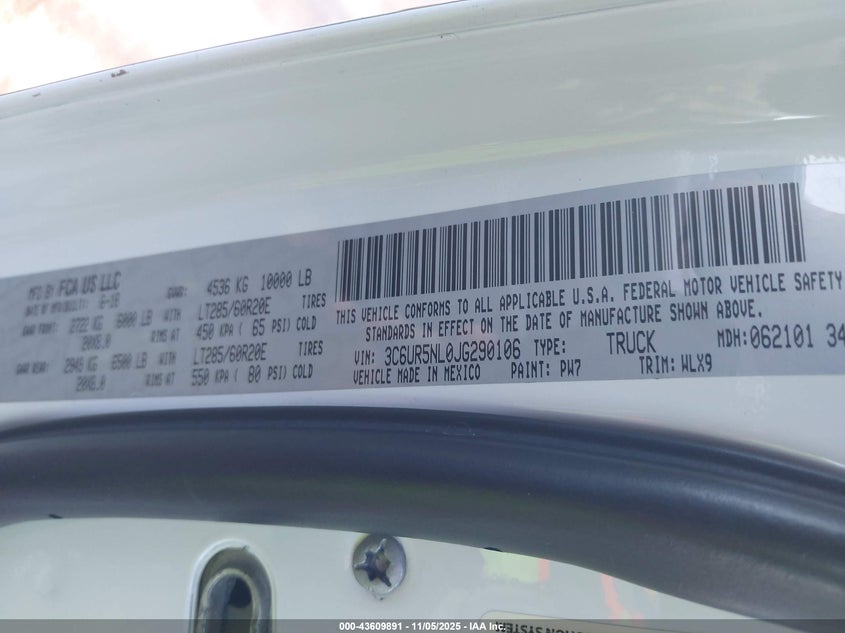 MFD BY FCA US LLC
DATE OF MFR/BUILT: 6-18 GVWR: 4536 KG 10000 LB
GAWR FRONT: 2722 KG 6000 LB WITH LT285/60R20E TIRES
20X8.0 RIMS AT 450 KPA ( 65 PSI) COLD
GAWR REAR: 2948 KG 6500 LB WITH LT285/60R20E TIRES
20X8.0 RIMS AT 550 KPA ( 80 PSI) COLD
THIS VEHICLE CONFORMS TO ALL APPLICABLE U.S.A. FEDERAL MOTOR VEHICLE SAFETY
STANDARDS IN EFFECT ON THE DATE OF MANUFACTURE SHOWN ABOVE.
VIN: 3C6UR5NL0JG290106 TYPE: TRUCK MDH: 062101 34
VEHICLE MADE IN MEXICO PAINT: PW7 TRIM: WLX9
000-43609891 - 11/05/2025 - IAA Inc.